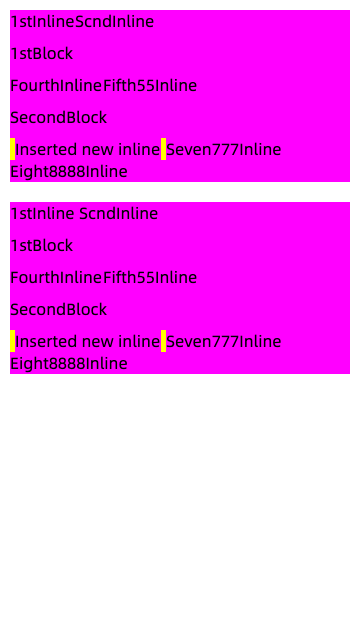 1stInlineScndInline
1stBlock
FourthInlineFifth55Inline
SecondBlock
Inserted new inline Seven777Inline
Eight8888Inline
1stInline ScndInline
1stBlock
FourthInlineFifth55Inline
SecondBlock
Inserted new inline Seven777Inline
Eight8888Inline